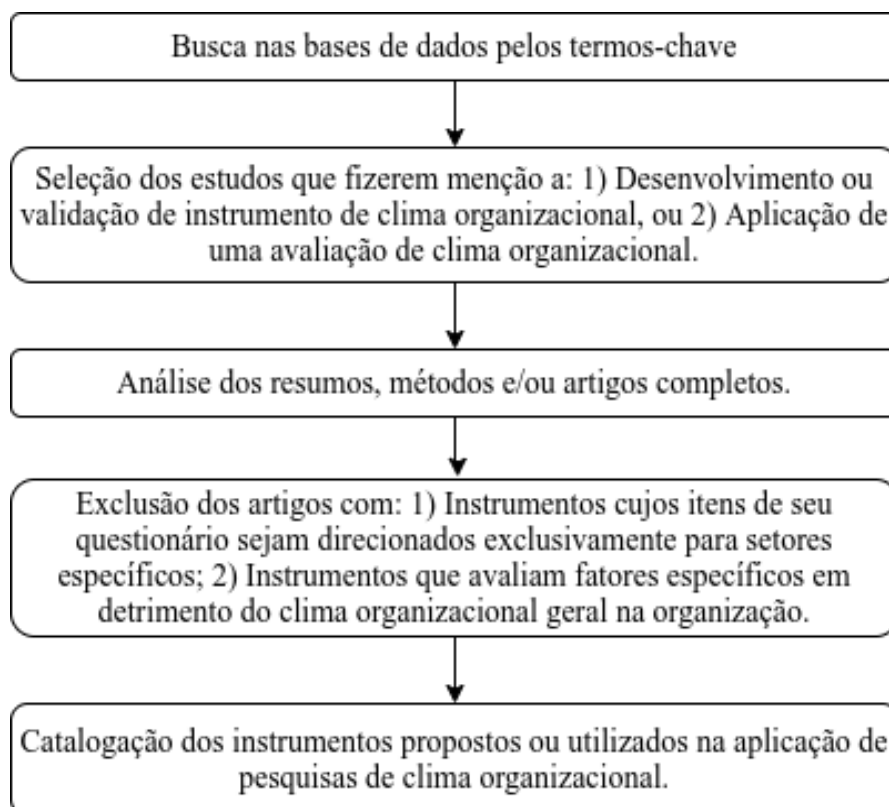 Busca nas bases de dados pelos termos-chave
Seleção dos estudos que fizerem menção a: 1) Desenvolvimento ou
validação de instrumento de clima organizacional, ou 2) Aplicação de
uma avaliação de clima organizacional.
Análise dos resumos, métodos e/ou artigos completos.
Exclusão dos artigos com: 1) Instrumentos cujos itens de seu
questionário sejam direcionados exclusivamente para setores
específicos; 2) Instrumentos que avaliam fatores específicos em
detrimento do clima organizacional geral na organização.
Catalogação dos instrumentos propostos ou utilizados na aplicação de
pesquisas de clima organizacional.